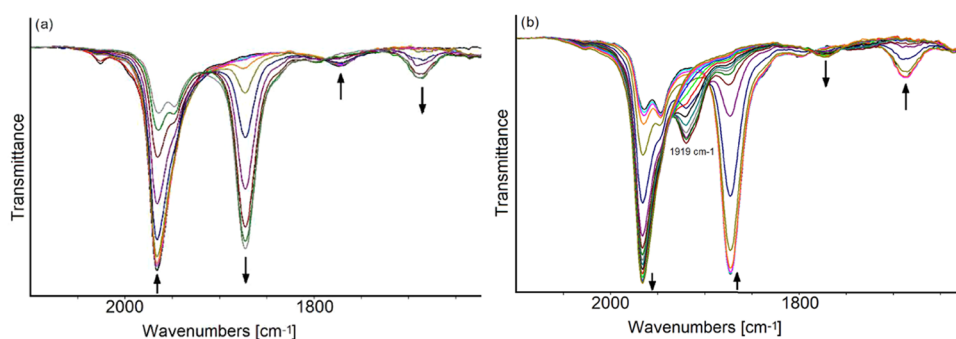 (a)
Transmittance
2000
1800
Wavenumbers [cm-1]
(b)
Transmittance
1919 cm-1
2000
1800
Wavenumbers [cm-1]